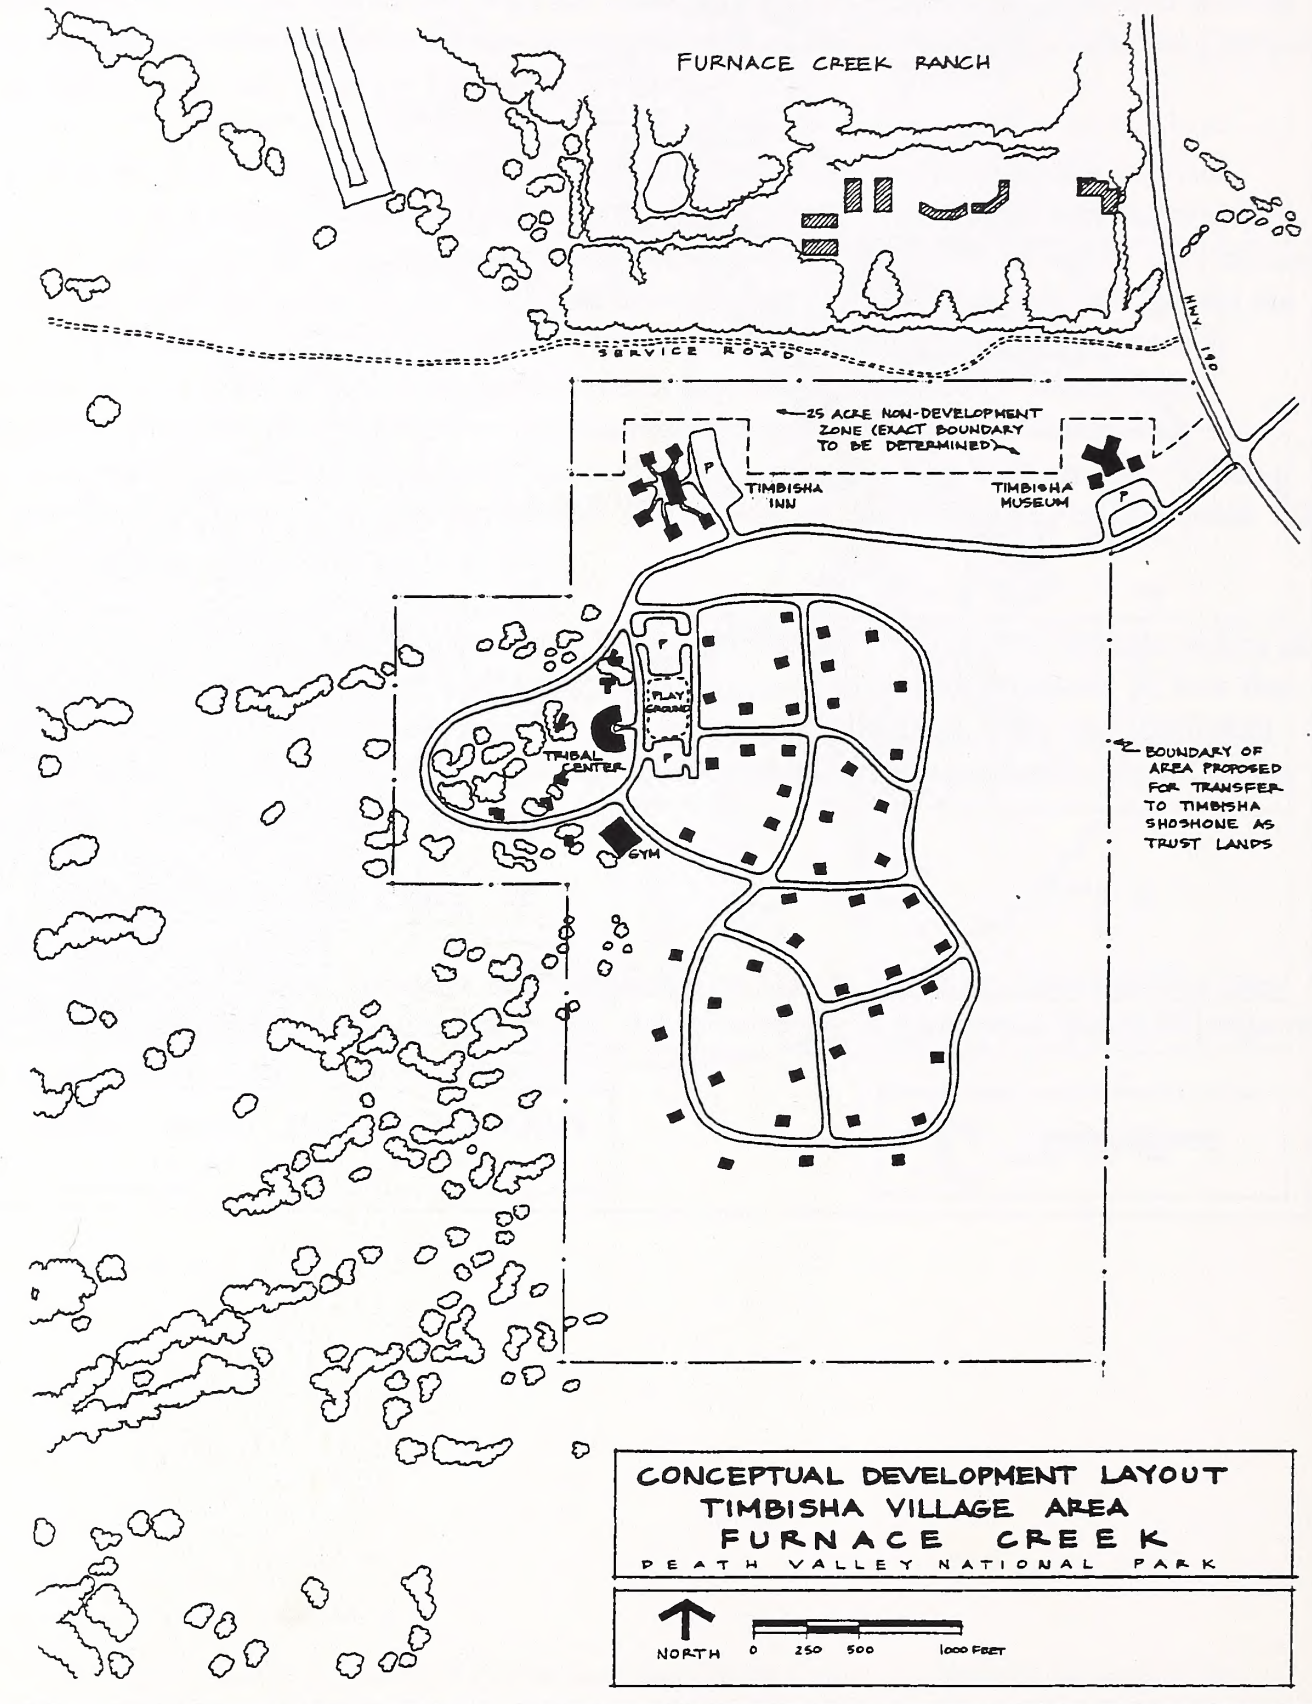 FURNACE CREEK RANCH
HWY. 190
SERVICE ROAD
25 ACRE NON-DEVELOPMENT
ZONE (EXACT BOUNDARY
TO BE DETERMINED)
P
TIMBISHA
INN
TIMBISHA
MUSEUM
P
P
PLAY
GROUND
P
TRIBAL
CENTER
GYM
BOUNDARY OF
AREA PROPOSED
FOR TRANSFER
TO TIMBISHA
SHOSHONE AS
TRUST LANDS
CONCEPTUAL DEVELOPMENT LAYOUT
TIMBISHA VILLAGE AREA
FURNACE CREEK
DEATH VALLEY NATIONAL PARK
NORTH
0 250 500 1000 FEET